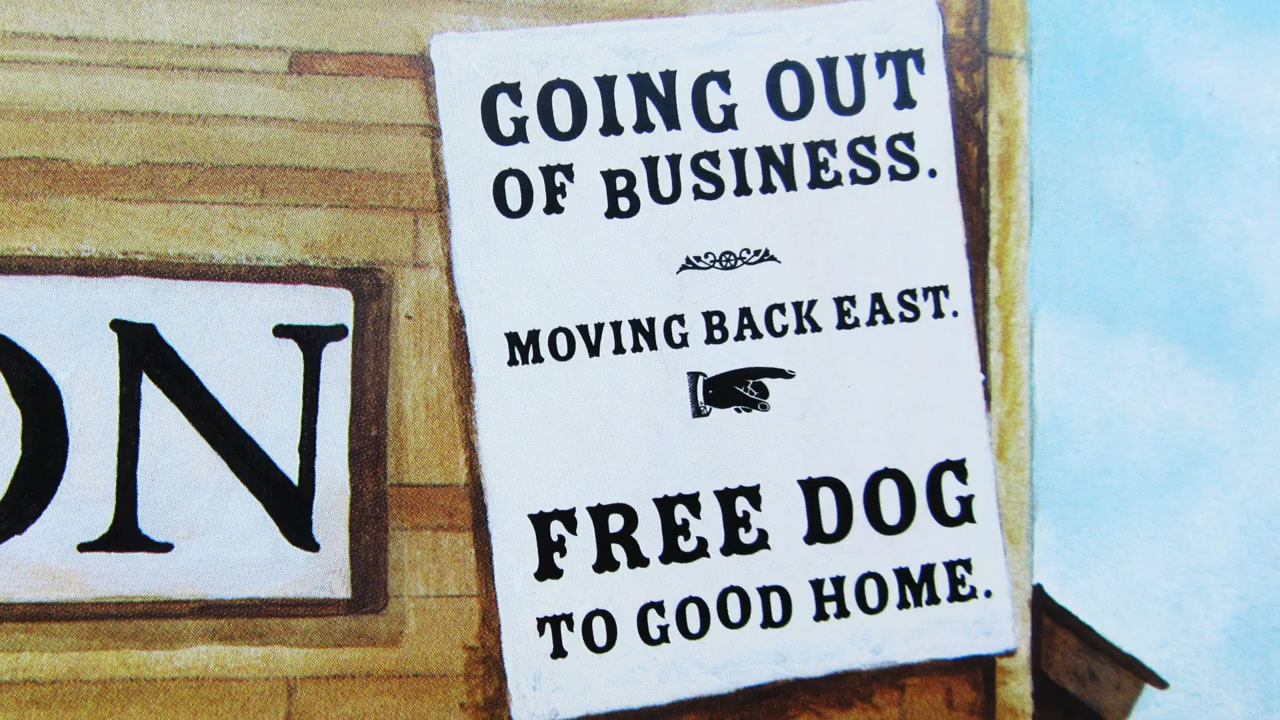 GOING OUT
OF BUSINESS.
MOVING BACK EAST.
FREE DOG
TO GOOD HOME.
ON